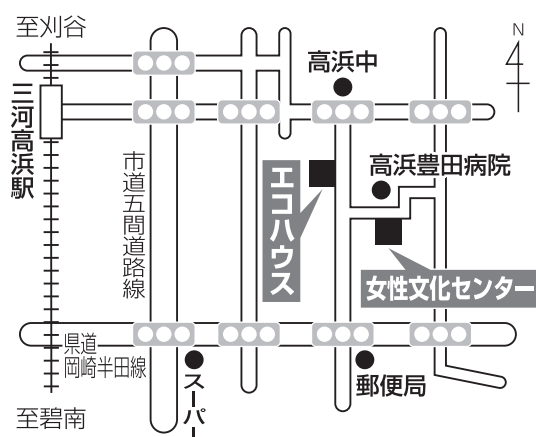 至刈谷
N
高浜中
三河高浜駅
市道五間道路線
エコハウス
高浜豊田病院
女性文化センター
県道
岡崎半田線
スーパー
郵便局
至碧南